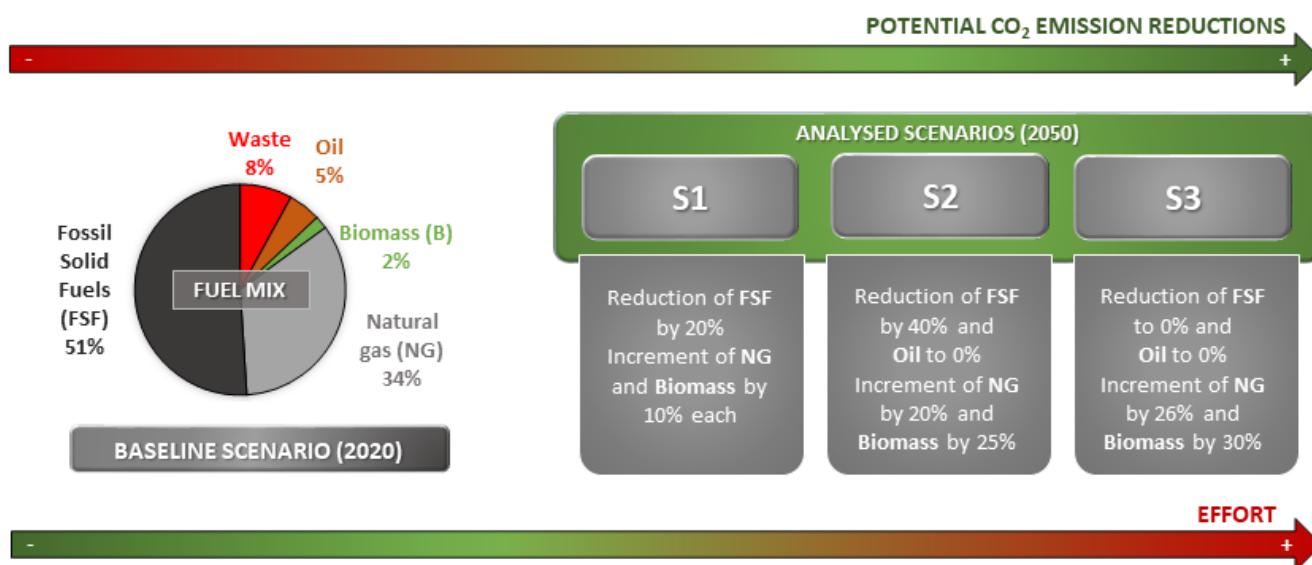 POTENTIAL CO₂ EMISSION REDUCTIONS
-
+
Waste
8%
Oil
5%
Fossil
Solid
Fuels
(FSF)
51%
Biomass (B)
2%
FUEL MIX
Natural
gas (NG)
34%
BASELINE SCENARIO (2020)
ANALYSED SCENARIOS (2050)
S1
Reduction of FSF
by 20%
Increment of NG
and Biomass by
10% each
S2
Reduction of FSF
by 40% and
Oil to 0%
Increment of NG
by 20% and
Biomass by 25%
S3
Reduction of FSF
to 0% and
Oil to 0%
Increment of NG
by 26% and
Biomass by 30%
EFFORT
-
+